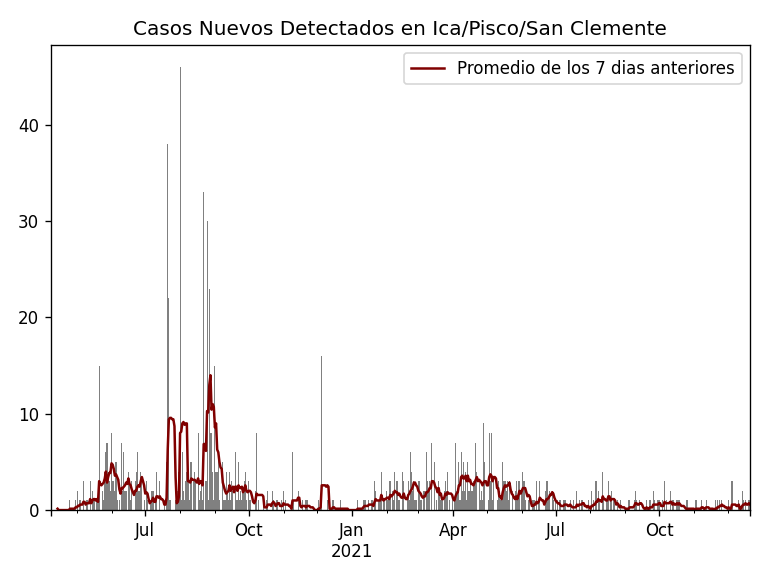 Casos Nuevos Detectados en Ica/Pisco/San Clemente
Promedio de los 7 dias anteriores
40
30
20
10
0
Jul
Oct
Jan
2021
Apr
Jul
Oct